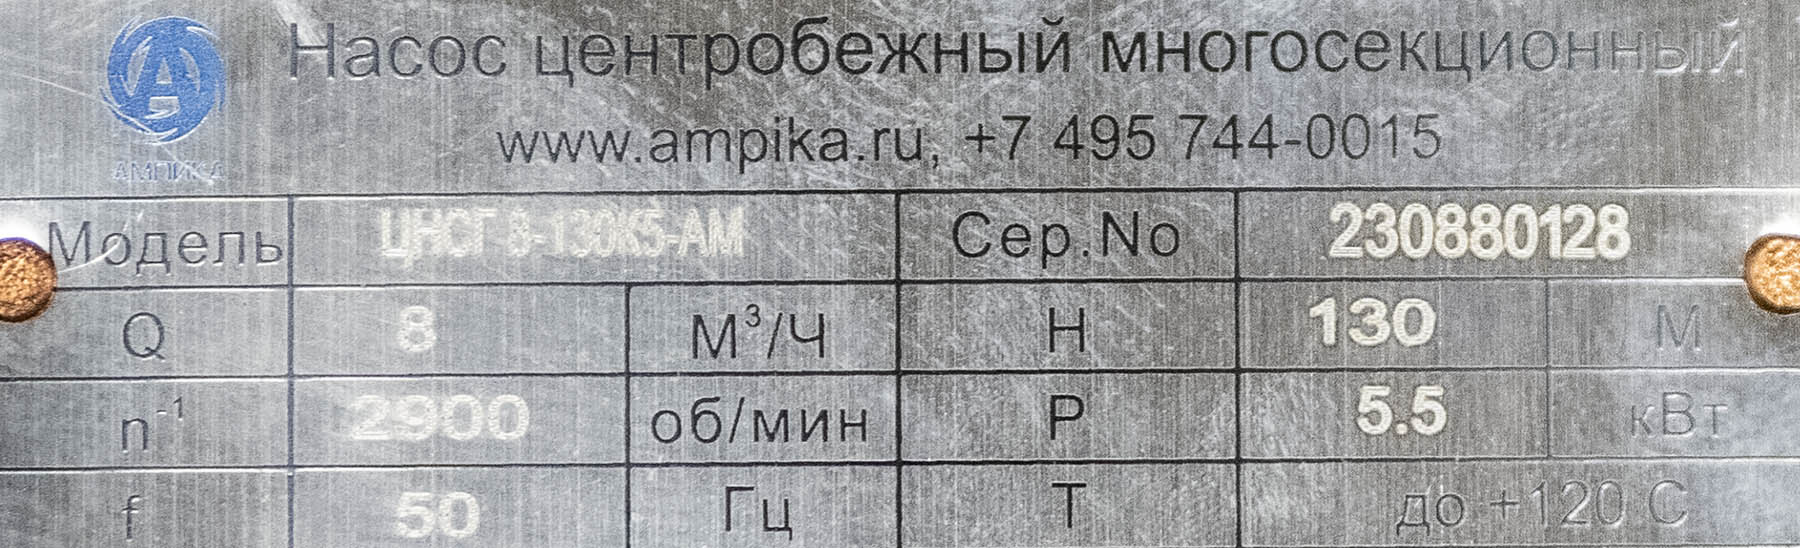 Насос центробежный многосекционный
www.ampika.ru, +7 495 744-0015
АМПИКА
Модель ЦНСГ 8-130К5-АМ Сер.No 230880128
Q 8 М³/Ч Н 130 М
n⁻¹ 2900 об/мин Р 5.5 кВт
f 50 Гц Т до +120 С